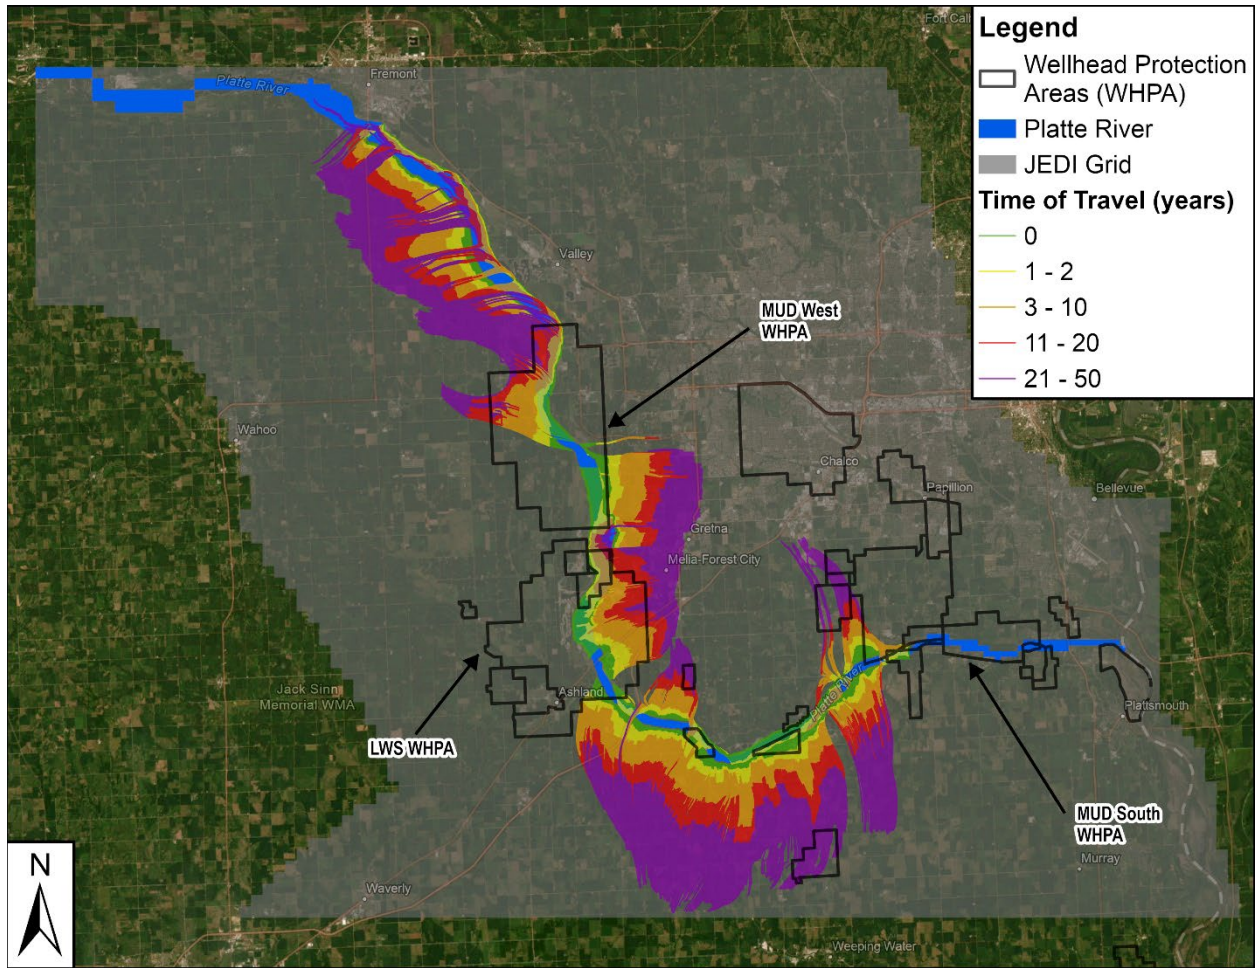 Fort Cal
Legend
Wellhead Protection
Areas (WHPA)
Platte River
JEDI Grid
Time of Travel (years)
0
1 - 2
3 - 10
11 - 20
21 - 50
Platte River
Fremont
Valley
MUD West
WHPA
Wahoo
Chalco
Papillion
Bellevue
Gretna
Melia-Forest City
Jack Sinn
Memorial WMA
Ashland
Platte River
Plattsmouth
LWS WHPA
MUD South
WHPA
Murray
N
Waverly
Weeping Water